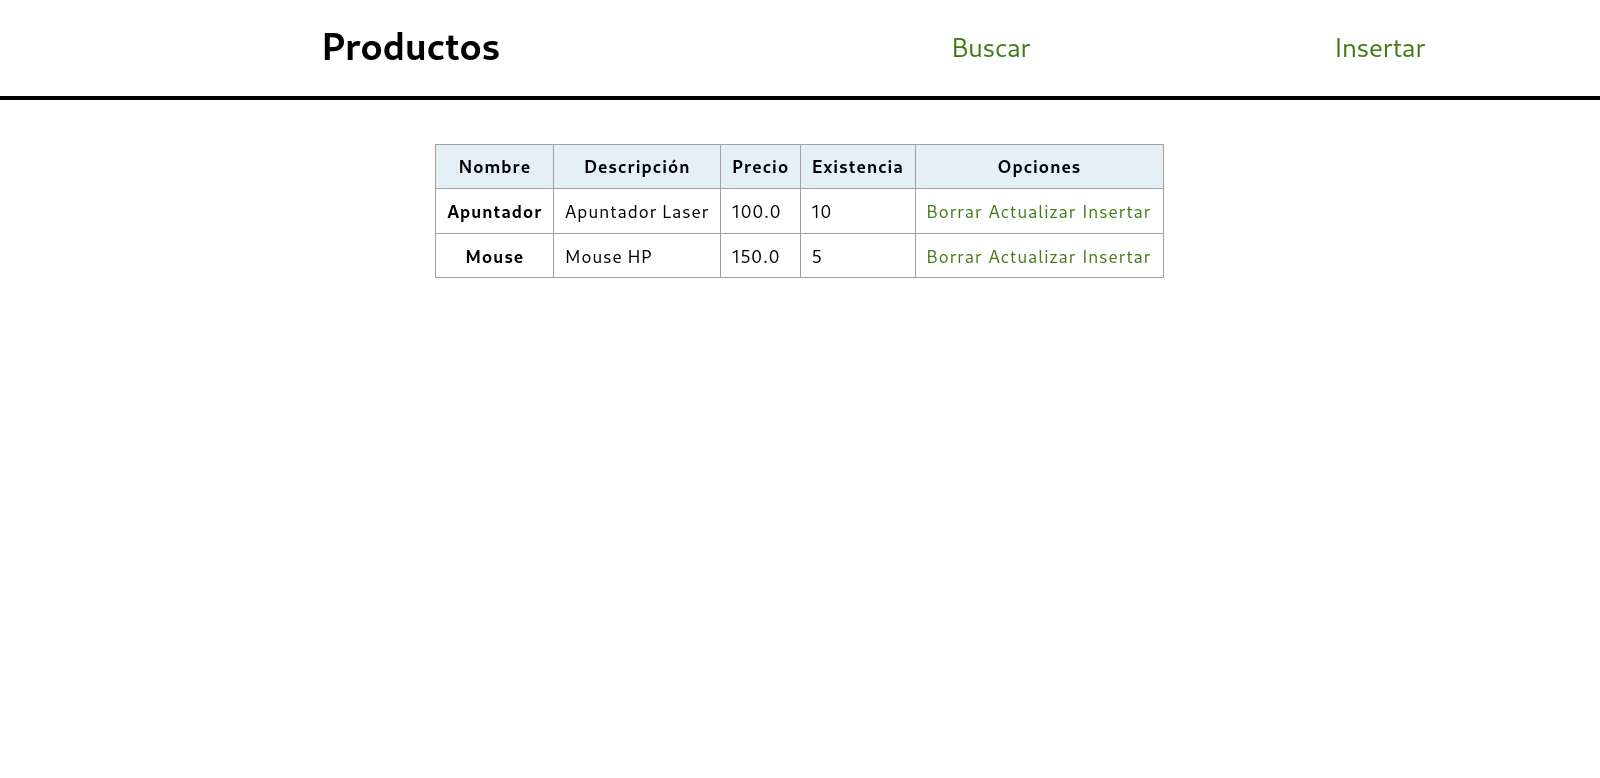 Productos Buscar Insertar
Nombre Descripción Precio Existencia Opciones
Apuntador Apuntador Laser 100.0 10 Borrar Actualizar Insertar
Mouse Mouse HP 150.0 5 Borrar Actualizar Insertar